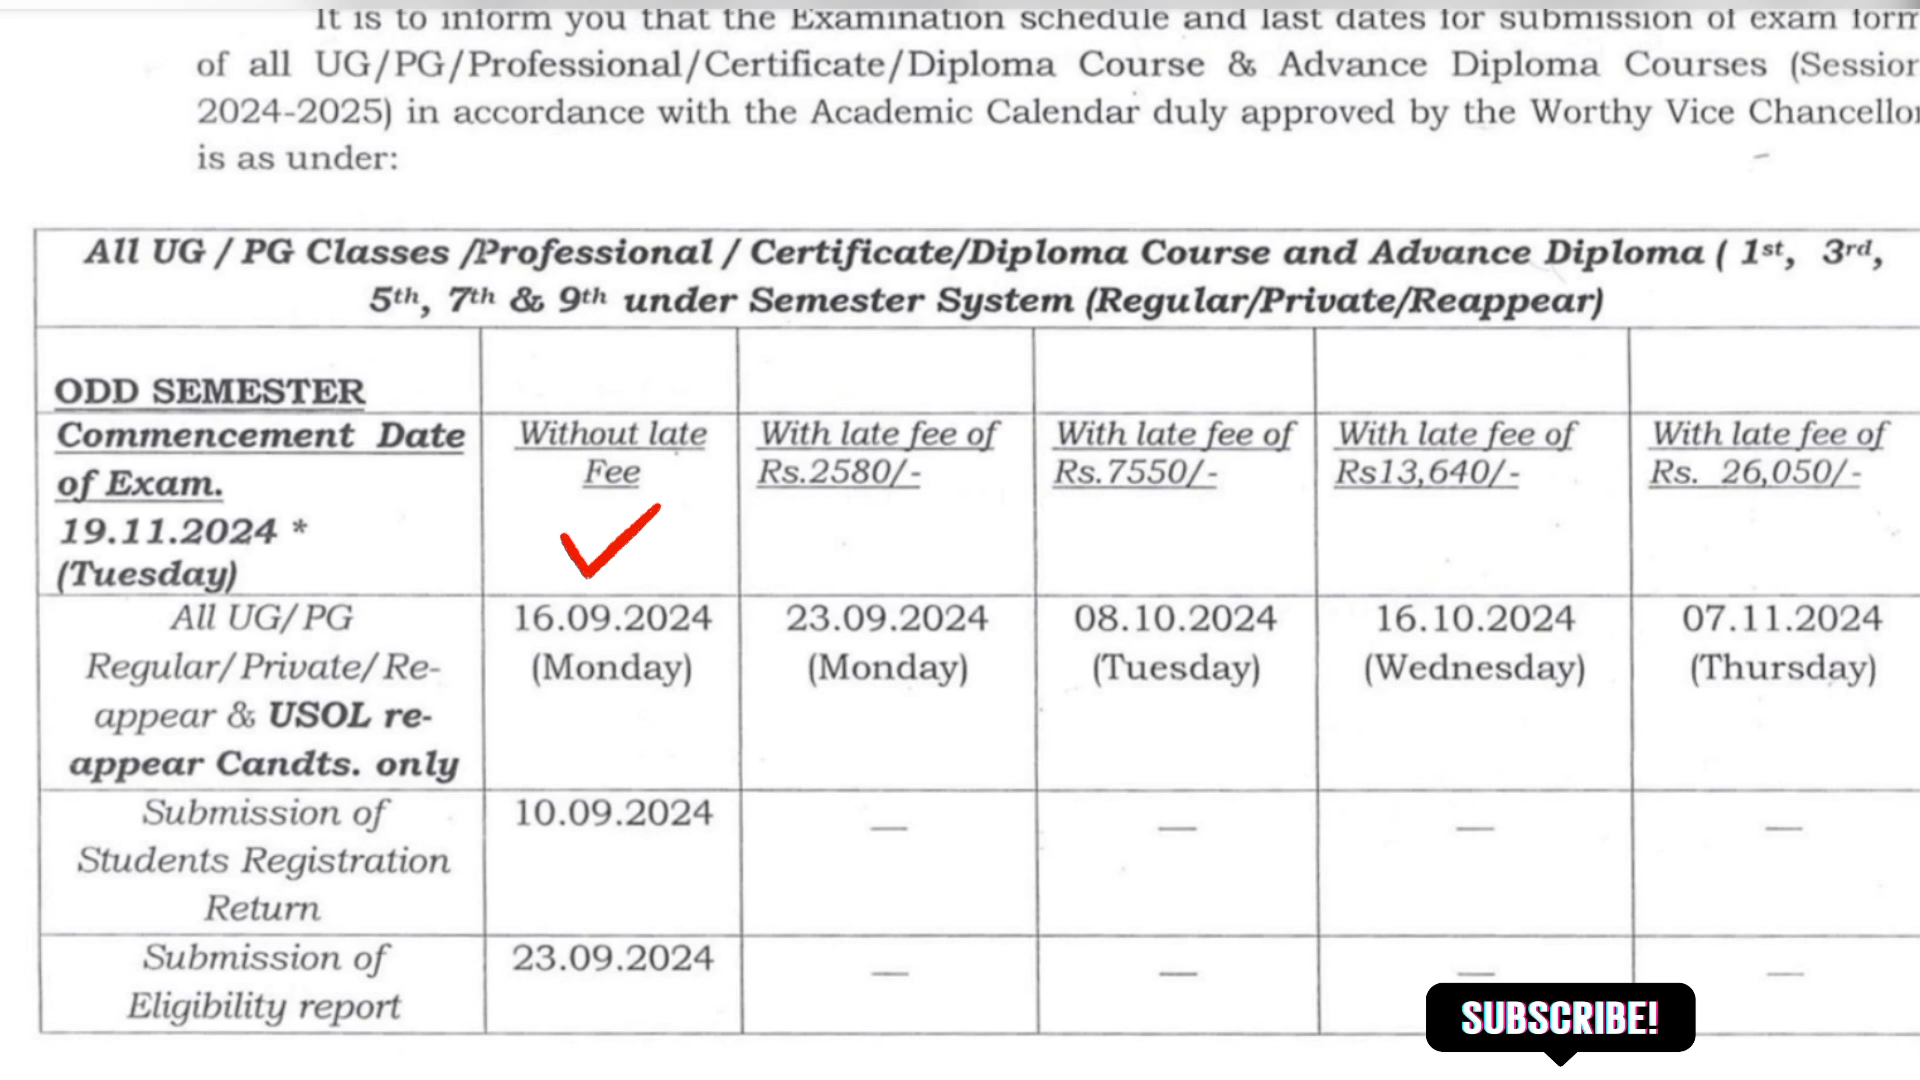 It is to inform you that the Examination schedule and last dates for submission of exam form
of all UG/PG/Professional/Certificate/Diploma Course & Advance Diploma Courses (Session
2024-2025) in accordance with the Academic Calendar duly approved by the Worthy Vice Chancellor
is as under:
All UG / PG Classes /Professional / Certificate/Diploma Course and Advance Diploma ( 1st, 3rd,
5th, 7th & 9th under Semester System (Regular/Private/Reappear)
ODD SEMESTER
Commencement Date
of Exam.
19.11.2024 *
(Tuesday)
Without late
Fee
With late fee of
Rs.2580/-
With late fee of
Rs.7550/-
With late fee of
Rs13,640/-
With late fee of
Rs. 26,050/-
All UG/PG
Regular/Private/Re-
appear & USOL re-
appear Candts. only
16.09.2024
(Monday)
23.09.2024
(Monday)
08.10.2024
(Tuesday)
16.10.2024
(Wednesday)
07.11.2024
(Thursday)
Submission of
Students Registration
Return
10.09.2024
—
—
—
—
Submission of
Eligibility report
23.09.2024
—
—
—
—
SUBSCRIBE!